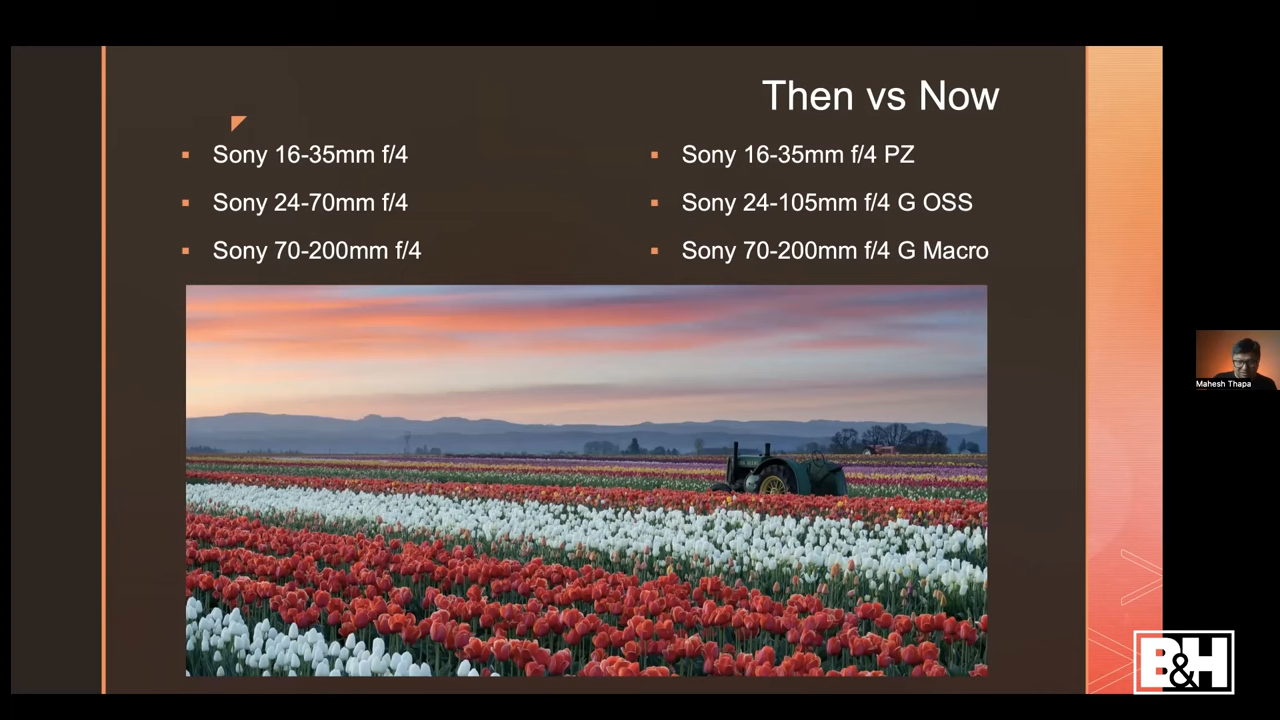 Then vs Now
Sony 16-35mm f/4
Sony 24-70mm f/4
Sony 70-200mm f/4
Sony 16-35mm f/4 PZ
Sony 24-105mm f/4 G OSS
Sony 70-200mm f/4 G Macro
Mahesh Thapa
B&H